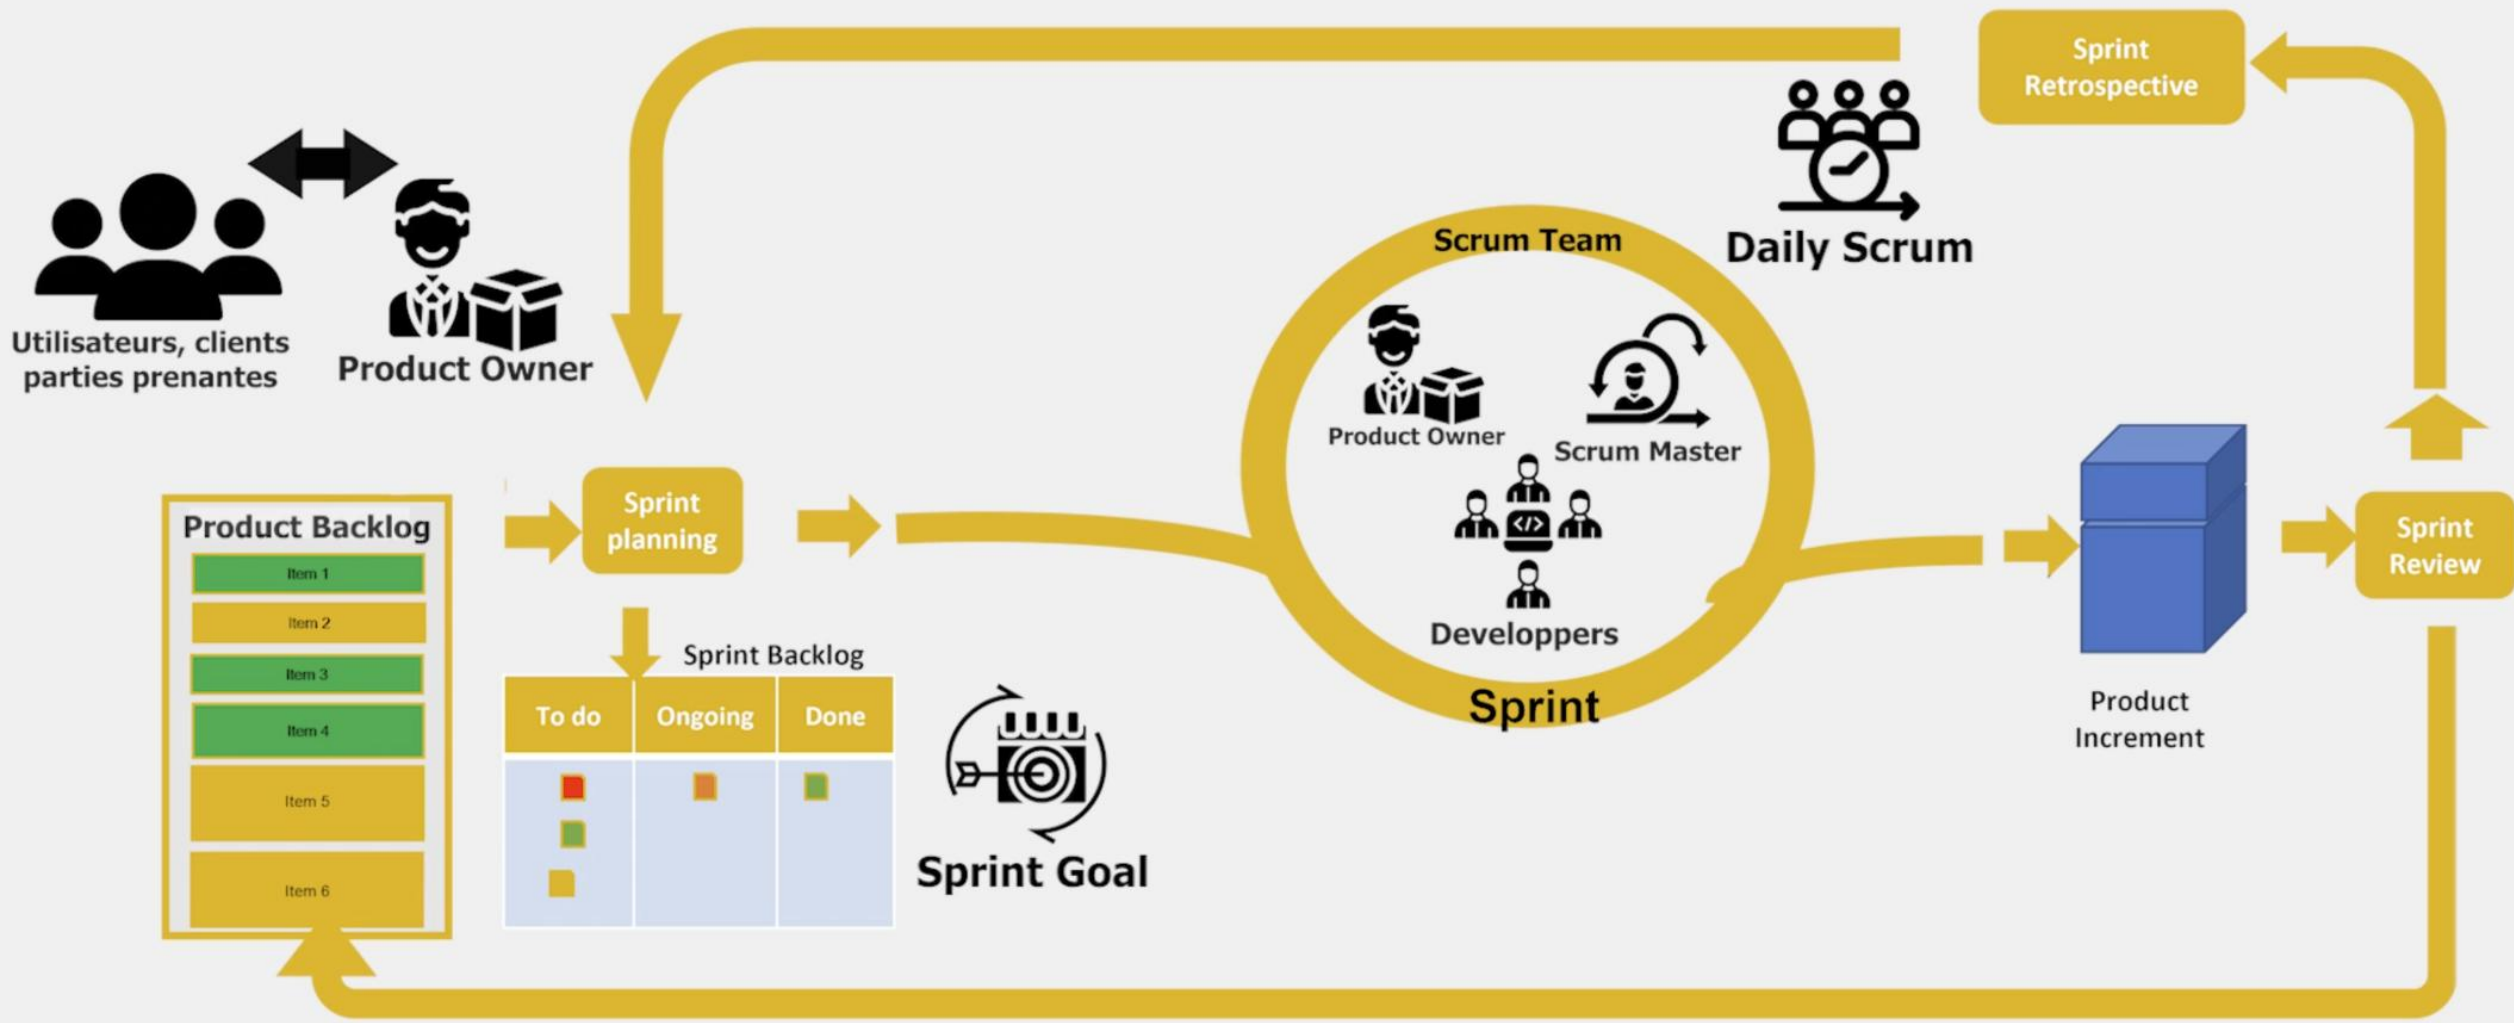 Sprint
Retrospective
Utilisateurs, clients
parties prenantes
Product Owner
Daily Scrum
Scrum Team
Product Owner
Scrum Master
</>
Developpers
Sprint
Product Backlog
Item 1
Item 2
Item 3
Item 4
Item 5
Item 6
Sprint
planning
Sprint Backlog
To do
Ongoing
Done
Sprint Goal
Product
Increment
Sprint
Review